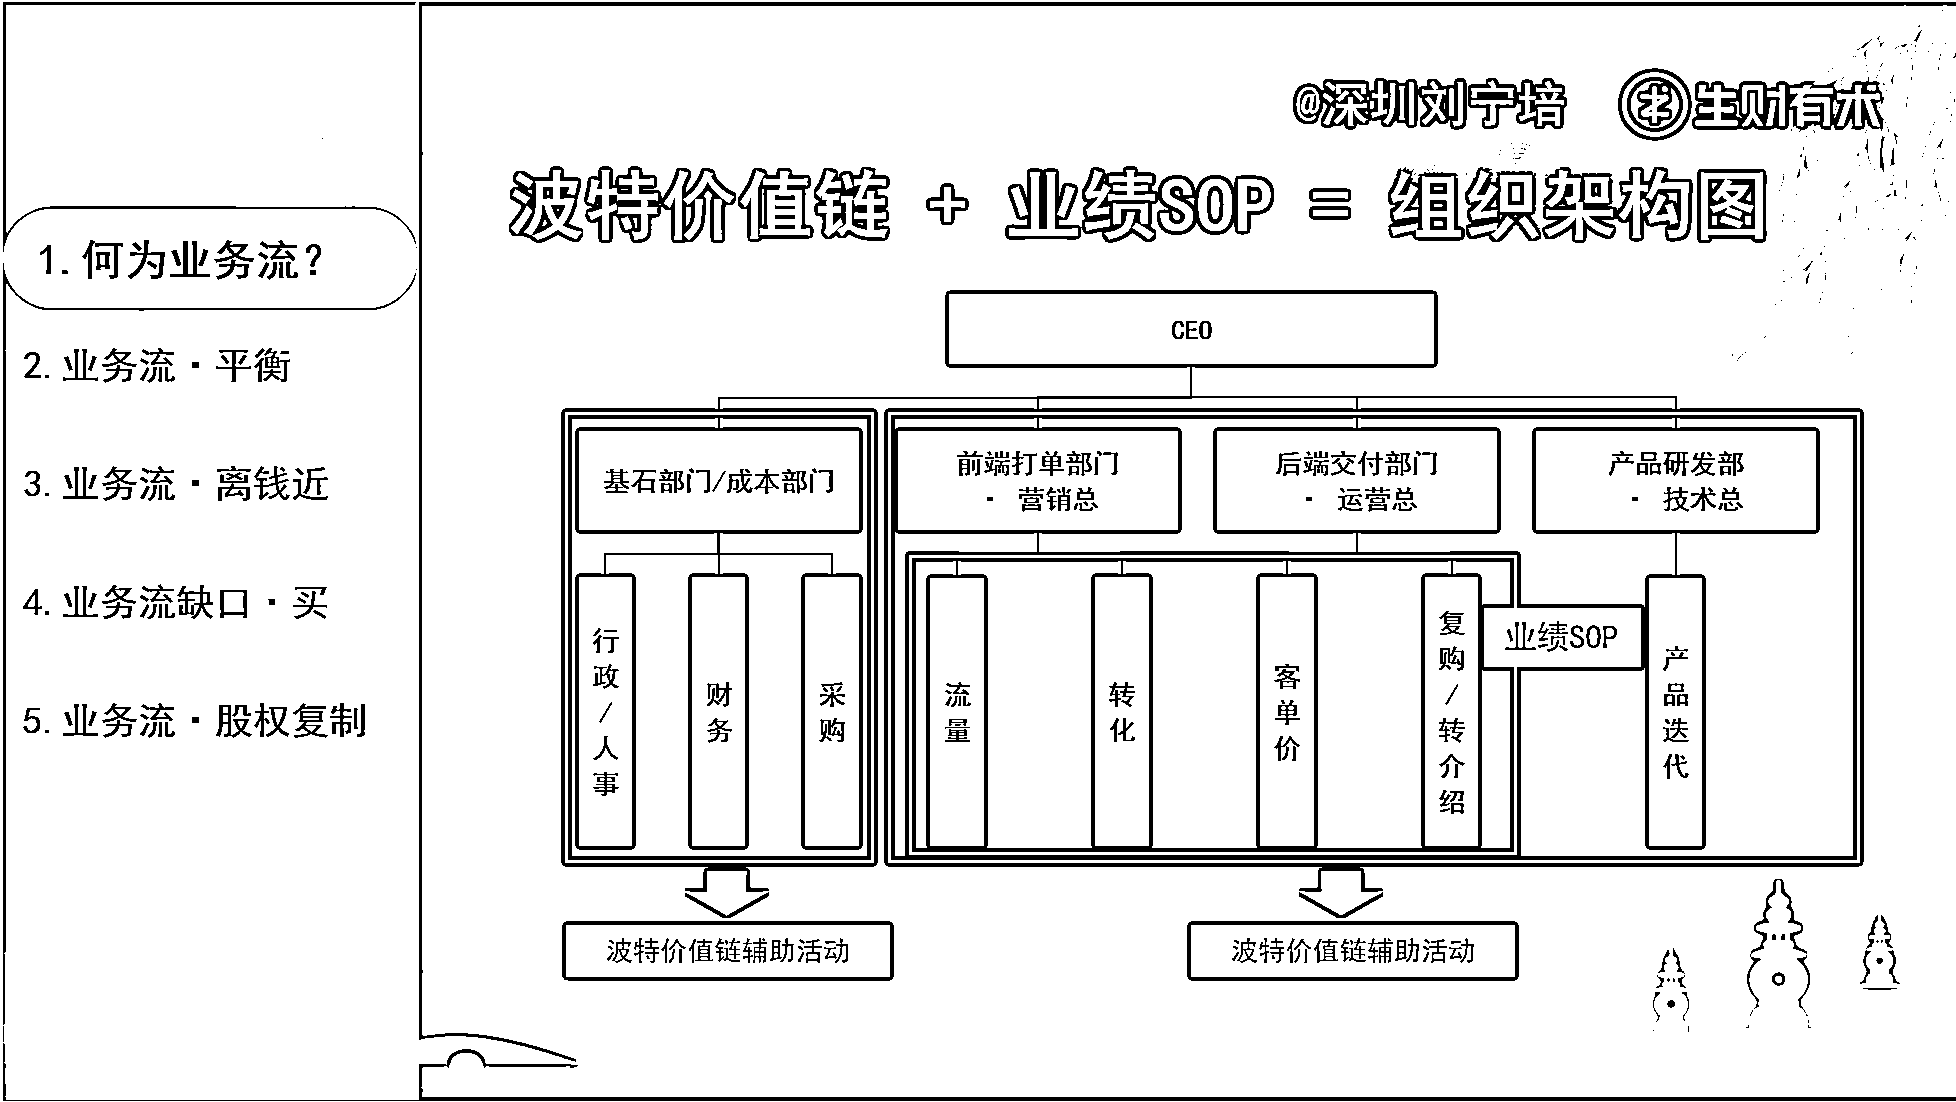 @深圳刘宁培
生财有术
波特价值链 + 业绩SOP = 组织架构图
1.何为业务流？
2.业务流·平衡
3.业务流·离钱近
4.业务流缺口·买
5.业务流·股权复制
CEO
基石部门/成本部门
前端打单部门
· 营销总
后端交付部门
· 运营总
产品研发部
· 技术总
行政/人事
财务
采购
流量
转化
客单价
复购/转介绍
业绩SOP
产品迭代
波特价值链辅助活动
波特价值链辅助活动